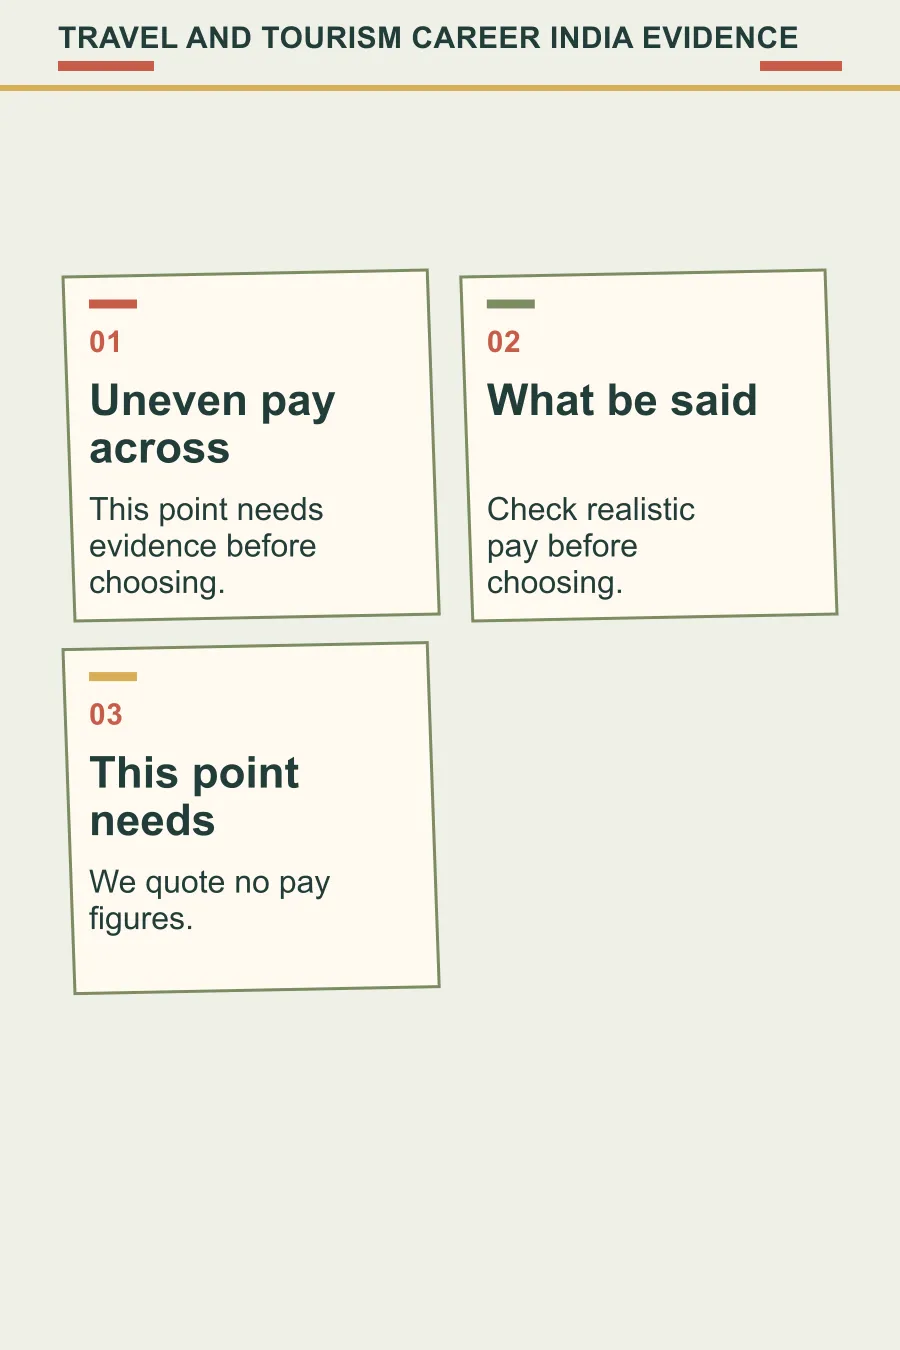 TRAVEL AND TOURISM CAREER INDIA EVIDENCE
01
Uneven pay
across
This point needs
evidence before
choosing.
02
What be said
Check realistic
pay before
choosing.
03
This point
needs
We quote no pay
figures.